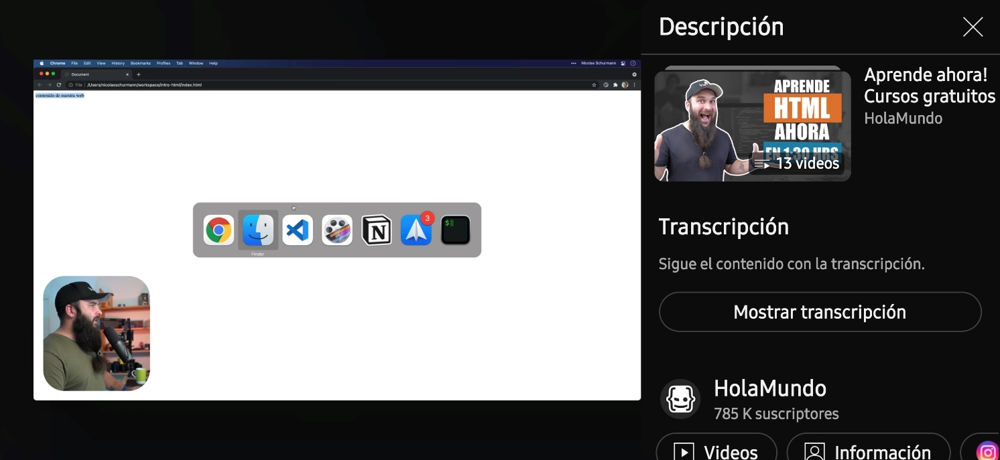 Chrome File Edit View History Bookmarks Profiles Tab Window Help
Nicolas Schurmann
Document
File /Users/nicolasschurmann/workspace/intro-html/index.html
contenido de nuestra web
3
N
$
Finder
Descripción
APRENDE
HTML
AHORA
EN 1:30 HRS
13 videos
Aprende ahora!
Cursos gratuitos
HolaMundo
Transcripción
Sigue el contenido con la transcripción.
Mostrar transcripción
HolaMundo
785 K suscriptores
Videos
Información